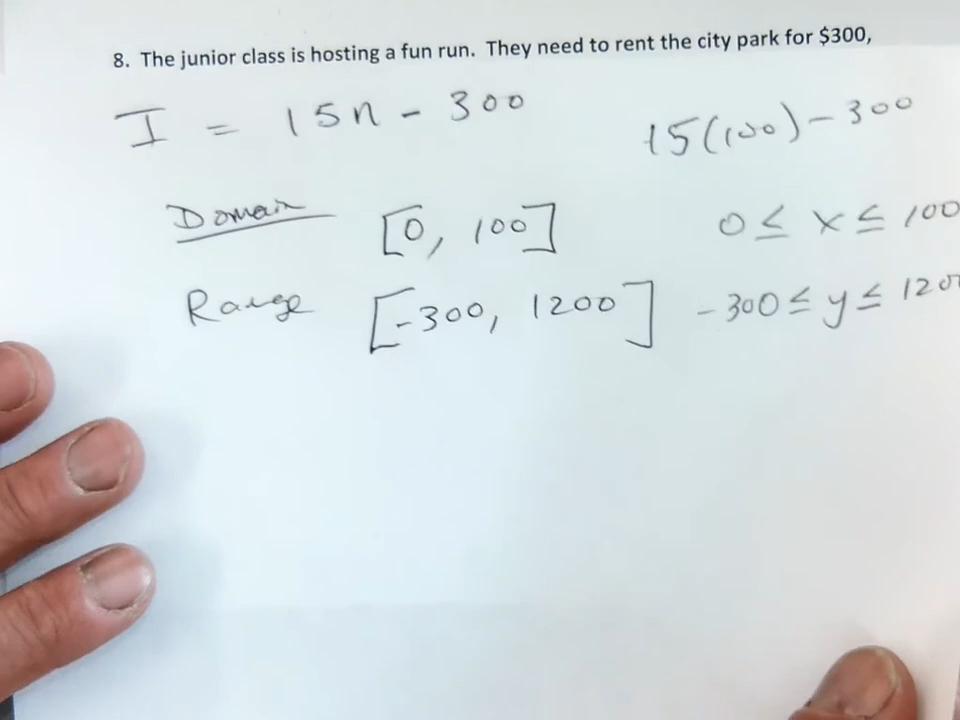 8. The junior class is hosting a fun run. They need to rent the city park for $300,
I = 15n - 300
15(100) - 300
Domain [0, 100] 0 ≤ x ≤ 100
Range [-300, 1200] -300 ≤ y ≤ 1200